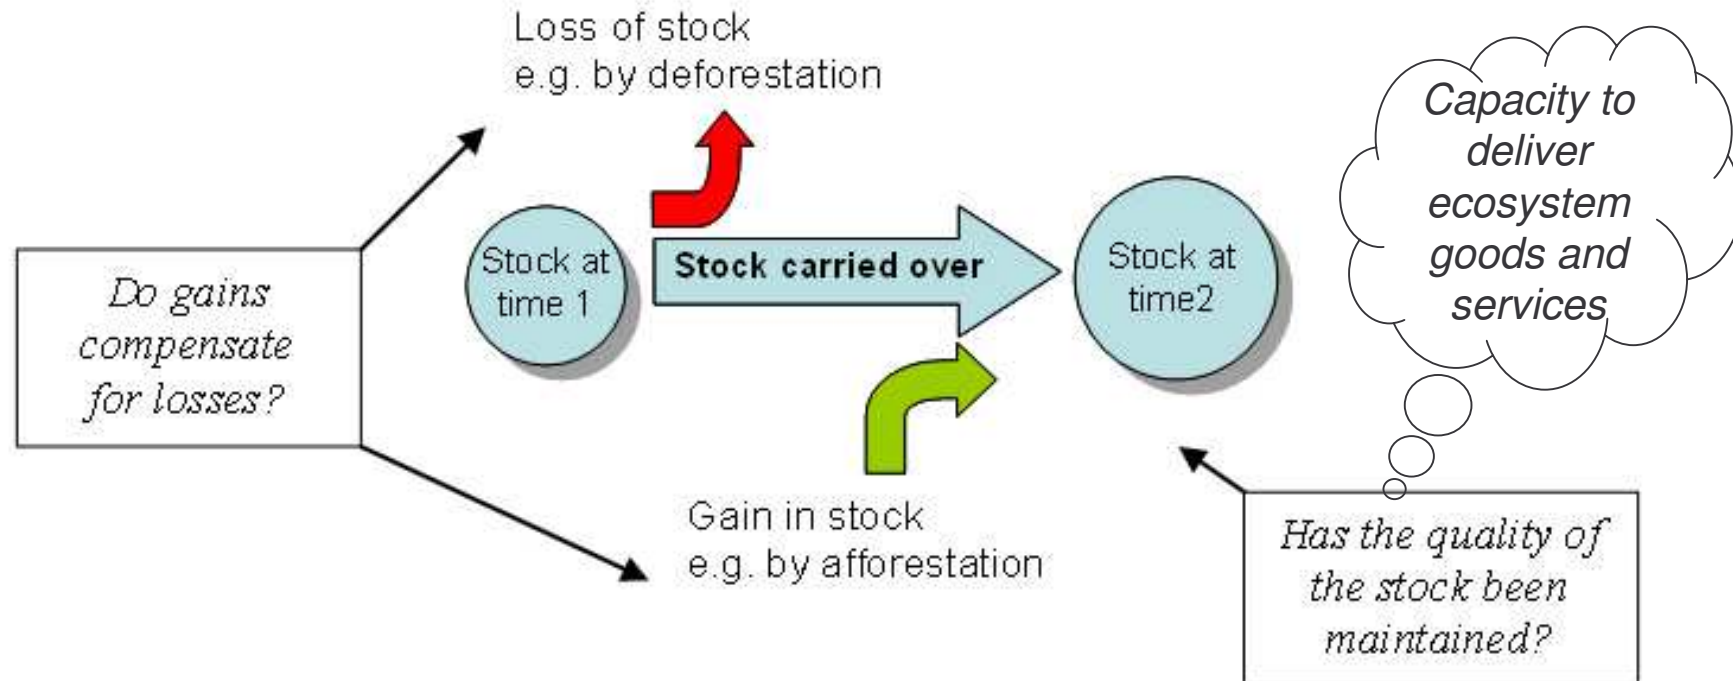 Loss of stock
e.g. by deforestation
Capacity to
deliver
ecosystem
goods and
services
Do gains
compensate
for losses?
Stock at
time 1
Stock carried over
Stock at
time2
Gain in stock
e.g. by afforestation
Has the quality of
the stock been
maintained?